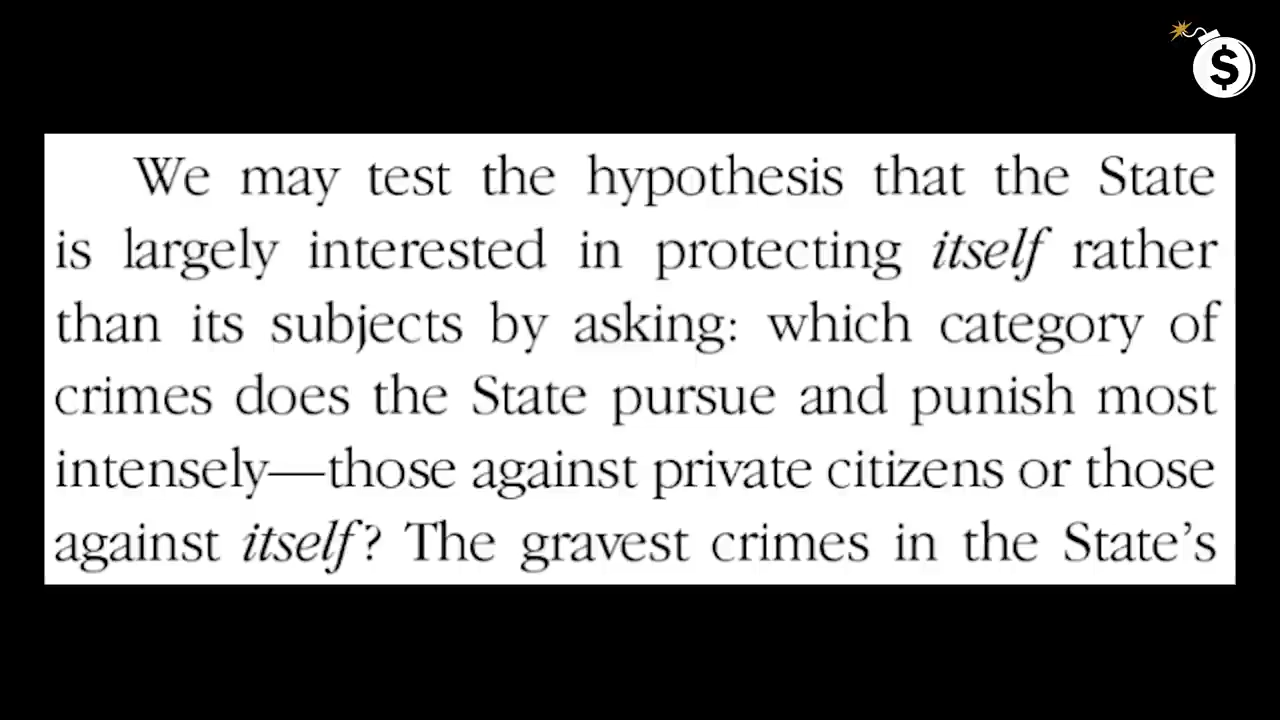 $
We may test the hypothesis that the State
is largely interested in protecting itself rather
than its subjects by asking: which category of
crimes does the State pursue and punish most
intensely—those against private citizens or those
against itself? The gravest crimes in the State’s